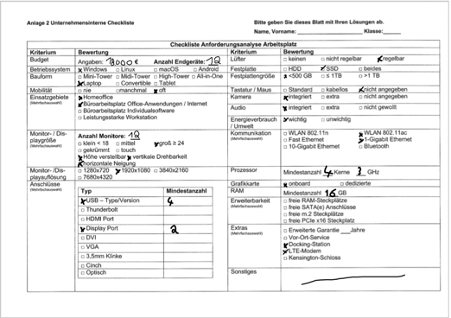 Anlage 2 Unternehmensinterne Checkliste
Bitte geben Sie dieses Blatt mit Ihren Lösungen ab.
Name, Vorname: Klasse:
Checkliste Anforderungsanalyse Arbeitsplatz
Kriterium Bewertung
Budget Angaben: 8000 € Anzahl Endgeräte: 12
Betriebssystem Windows Linux macOS Android
Bauform Mini-Tower Midi-Tower High-Tower All-in-One
Laptop Convertible Tablet
Mobilität nie manchmal oft
Einsatzgebiete Homeoffice
(Mehrfachauswahl) Büroarbeitsplatz Office-Anwendungen / Internet
Büroarbeitsplatz Individualsoftware
Leistungsstarke Workstation
Monitor- / Dis-
playgröße
(Mehrfachauswahl)
Anzahl Monitore: 12
klein < 18 mittel groß ≥ 24
gekrümmt touch
Höhe verstellbar vertikale Drehbarkeit
horizontale Neigung
Monitor- /Dis-
playauflösung
1280x720 1920x1080 3840x2160
7680x4320
Anschlüsse
(Mehrfachauswahl)
Typ Mindestanzahl
USB – Type/Version 4
Thunderbolt
HDMI Port
Display Port 2
DVI
VGA
3,5mm Klinke
Cinch
Optisch
Kriterium Bewertung
Lüfter keinen nicht regelbar regelbar
Festplatte HDD SSD beides
Festplattengröße <500 GB ≤ 1TB >1 TB
Tastatur / Maus Standard kabellos nicht angegeben
Kamera integriert extra nicht angegeben
Audio integriert extra nicht gewollt
(Mehrfachauswahl)
Energieverbrauch
/ Umwelt
wichtig unwichtig
Kommunikation
(Mehrfachauswahl)
WLAN 802.11n WLAN 802.11ac
Fast Ethernet 1-Gigabit Ethernet
10-Gigabit Ethernet Bluetooth
Prozessor Mindestanzahl 4 Kerne 3 GHz
Grafikkarte onboard dedizierte
RAM Mindestanzahl 16 GB
Erweiterbarkeit
(Mehrfachauswahl)
freie RAM-Steckplätze
freie SATA(e) Anschlüsse
freie m.2 Steckplätze
freie PCIe x16 Steckplatz
Extras
(Mehrfachauswahl)
Erweiterte Garantie Jahre
Vor-Ort-Service
Docking-Station
LTE-Modem
Kensington-Schloss
Sonstiges